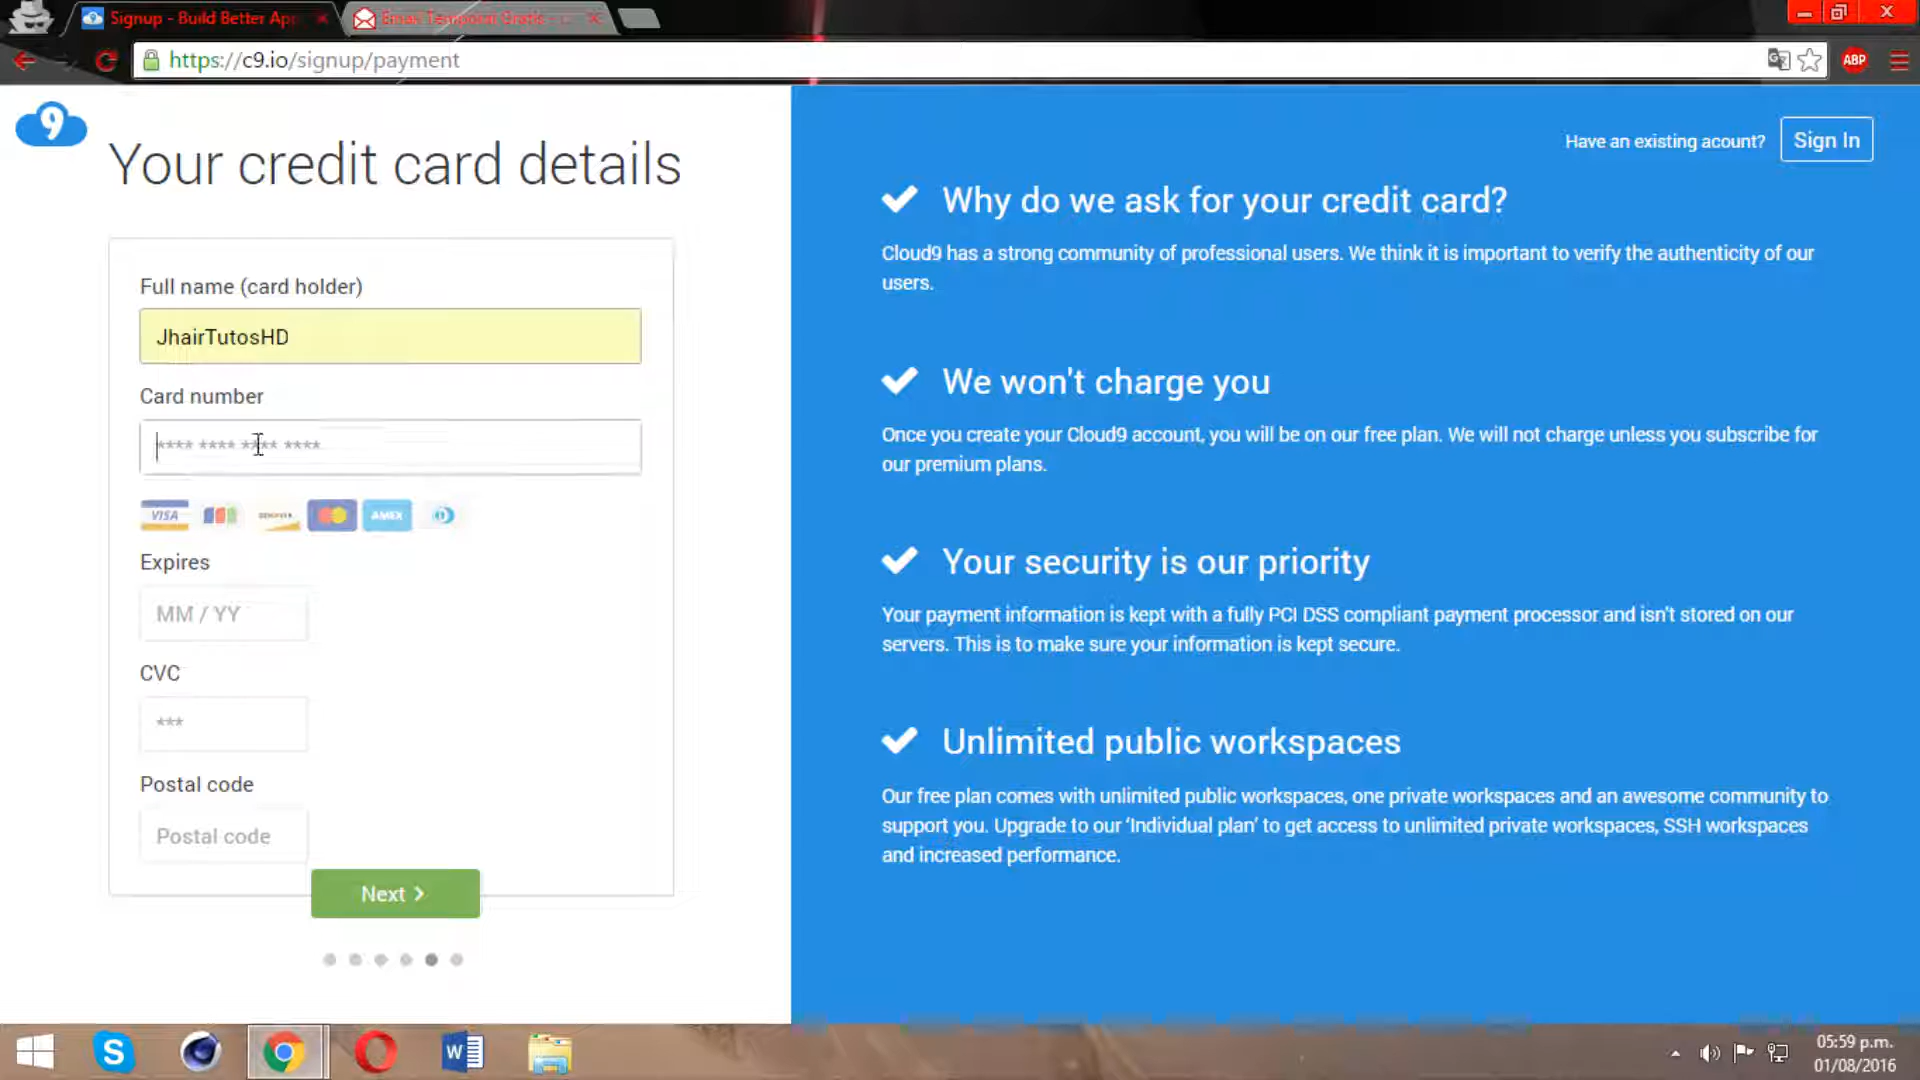 Signup - Build Better App
Email Temporal Gratis -
https://c9.io/signup/payment
ABP
9
Your credit card details
Have an existing acount?
Sign In
Full name (card holder)
JhairTutosHD
Card number
**** **** **** ****
VISA
AMEX
Expires
MM / YY
CVC
***
Postal code
Postal code
Next
Why do we ask for your credit card?
Cloud9 has a strong community of professional users. We think it is important to verify the authenticity of our
users.
We won't charge you
Once you create your Cloud9 account, you will be on our free plan. We will not charge unless you subscribe for
our premium plans.
Your security is our priority
Your payment information is kept with a fully PCI DSS compliant payment processor and isn't stored on our
servers. This is to make sure your information is kept secure.
Unlimited public workspaces
Our free plan comes with unlimited public workspaces, one private workspaces and an awesome community to
support you. Upgrade to our ‘Individual plan’ to get access to unlimited private workspaces, SSH workspaces
and increased performance.
05:59 p.m.
01/08/2016